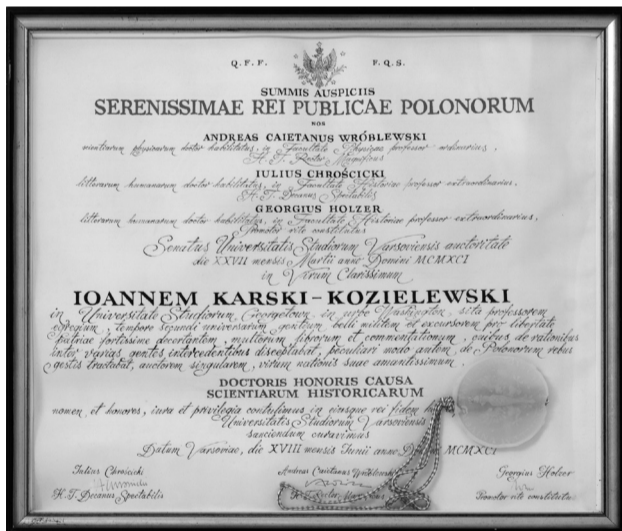 Q. F. F. F. Q. S.
SUMMIS AUSPICIIS
SERENISSIMAE REI PUBLICAE POLONORUM
NOS
ANDREAS CAIETANUS WRÓBLEWSKI
scientiarum physicarum doctor habilitatus, in Facultate Physicae professor ordinarius,
H. T. Rector Magnificus
IULIUS CHROŚCICKI
litterarum humanarum doctor habilitatus, in Facultate Historiae professor extraordinarius,
H. T. Decanus Spectabilis
GEORGIUS HOLZER
litterarum humanarum doctor habilitatus, in Facultate Historiae professor extraordinarius,
Promotor rite constitutus
Senatus Universitatis Studiorum Varsoviensis auctoritate
die XXVII mensis Martii anno Domini MCMXCI
in Virum Clarissimum
IOANNEM KARSKI-KOZIELEWSKI
in Universitate Studiorum Georgetown in urbe Washington sita professorem
egregium, tempore secundi universarum gentium belli militem et excursorem pro libertate
patriae fortissime decertantem, multorum librorum et commentationum, quibus de rationibus
inter varias gentes intercedentibus disceptabat, peculiari modo autem de Polonorum rebus
gestis tractabat, auctorem singularem, virum nationis suae amantissimum
DOCTORIS HONORIS CAUSA
SCIENTIARUM HISTORICARUM
nomen et honores, iura et privilegia contulimus in eiusque rei fidem
Universitatis Studiorum Varsoviensis
sanciendum curavimus
Datum Varsoviae, die XVIII mensis Iunii anno MCMXCI
Iulius Chrościcki Andreas Caietanus Wróblewski Georgius Holzer
H. T. Decanus Spectabilis H. T. Rector Promotor rite constitutus